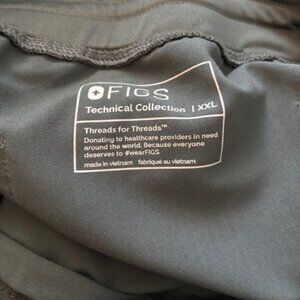 FIGS
Technical Collection | XXL
Threads for Threads™
Donating to healthcare providers in need
around the world. Because everyone
deserves to #wearFIGS
made in vietnam fabriqué au vietnam